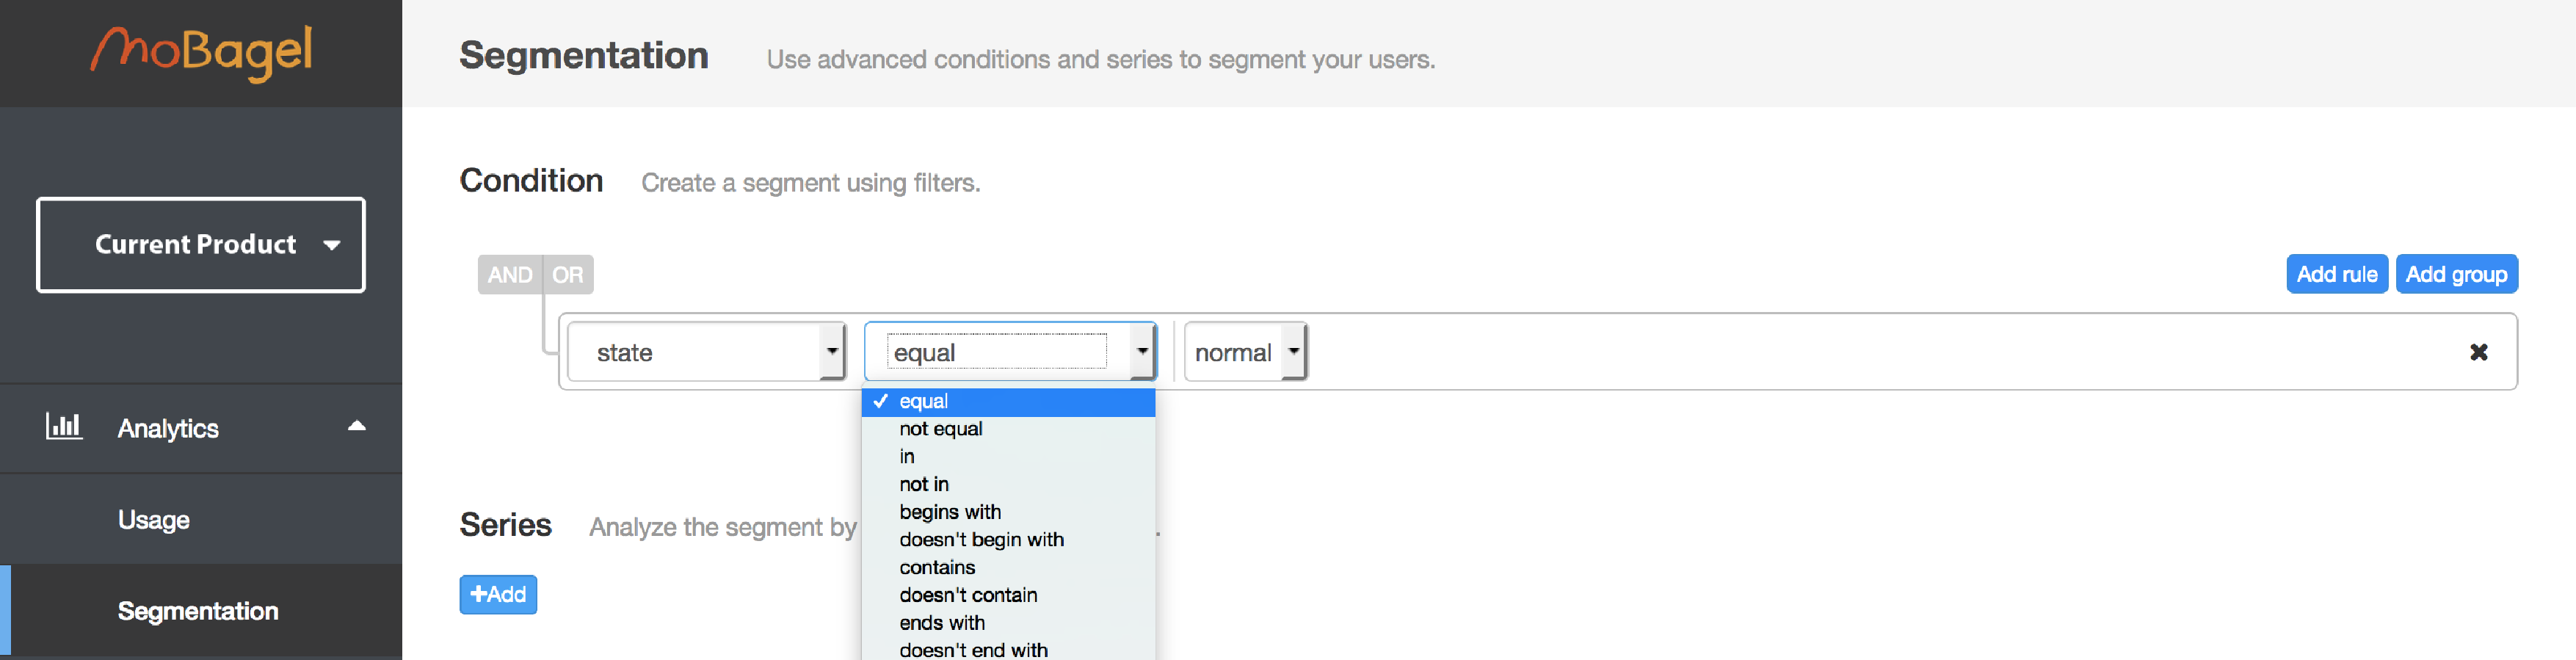 MoBagel
Segmentation Use advanced conditions and series to segment your users.
Current Product
Condition Create a segment using filters.
AND OR
Add rule Add group
state equal normal
equal
not equal
in
not in
begins with
doesn't begin with
contains
doesn't contain
ends with
doesn't end with
Analytics
Usage
Segmentation
Series Analyze the segment by .
+Add